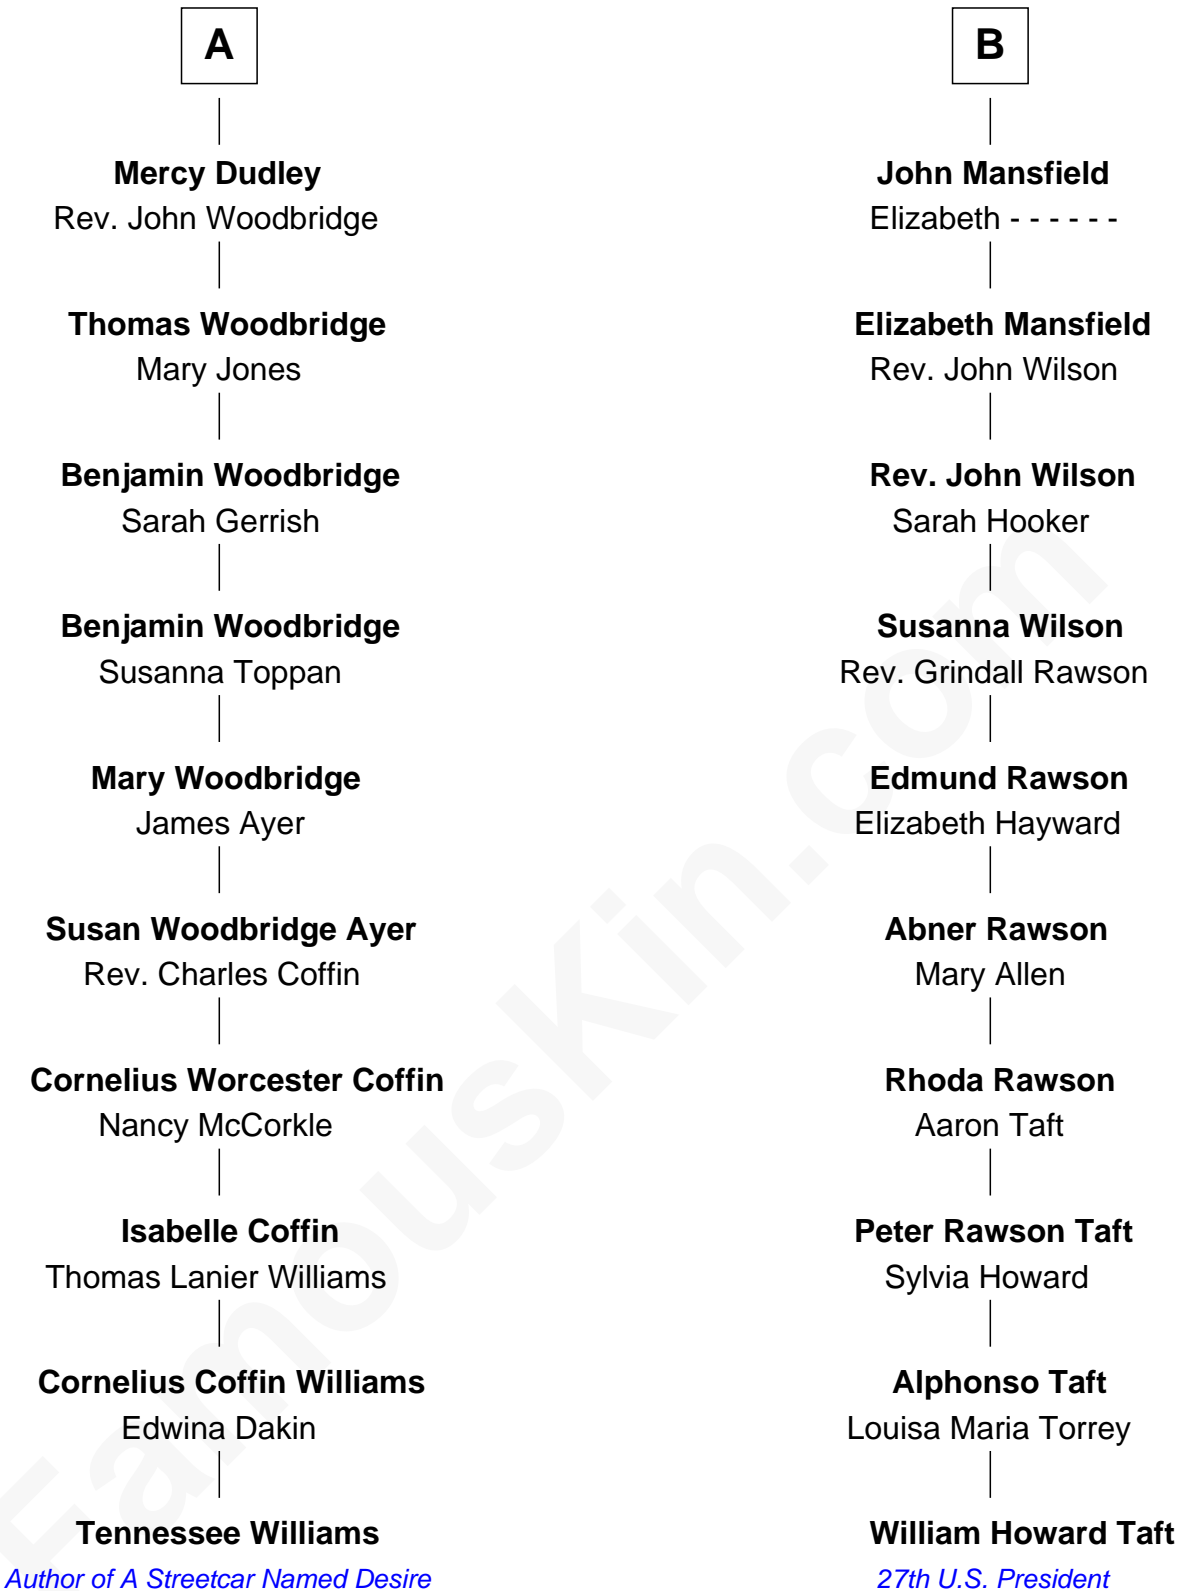 A
Mercy Dudley
Rev. John Woodbridge
Thomas Woodbridge
Mary Jones
Benjamin Woodbridge
Sarah Gerrish
Benjamin Woodbridge
Susanna Toppan
Mary Woodbridge
James Ayer
Susan Woodbridge Ayer
Rev. Charles Coffin
Cornelius Worcester Coffin
Nancy McCorkle
Isabelle Coffin
Thomas Lanier Williams
Cornelius Coffin Williams
Edwina Dakin
Tennessee Williams
Author of A Streetcar Named Desire
B
John Mansfield
Elizabeth - - - - - -
Elizabeth Mansfield
Rev. John Wilson
Rev. John Wilson
Sarah Hooker
Susanna Wilson
Rev. Grindall Rawson
Edmund Rawson
Elizabeth Hayward
Abner Rawson
Mary Allen
Rhoda Rawson
Aaron Taft
Peter Rawson Taft
Sylvia Howard
Alphonso Taft
Louisa Maria Torrey
William Howard Taft
27th U.S. President
FamousKin.com